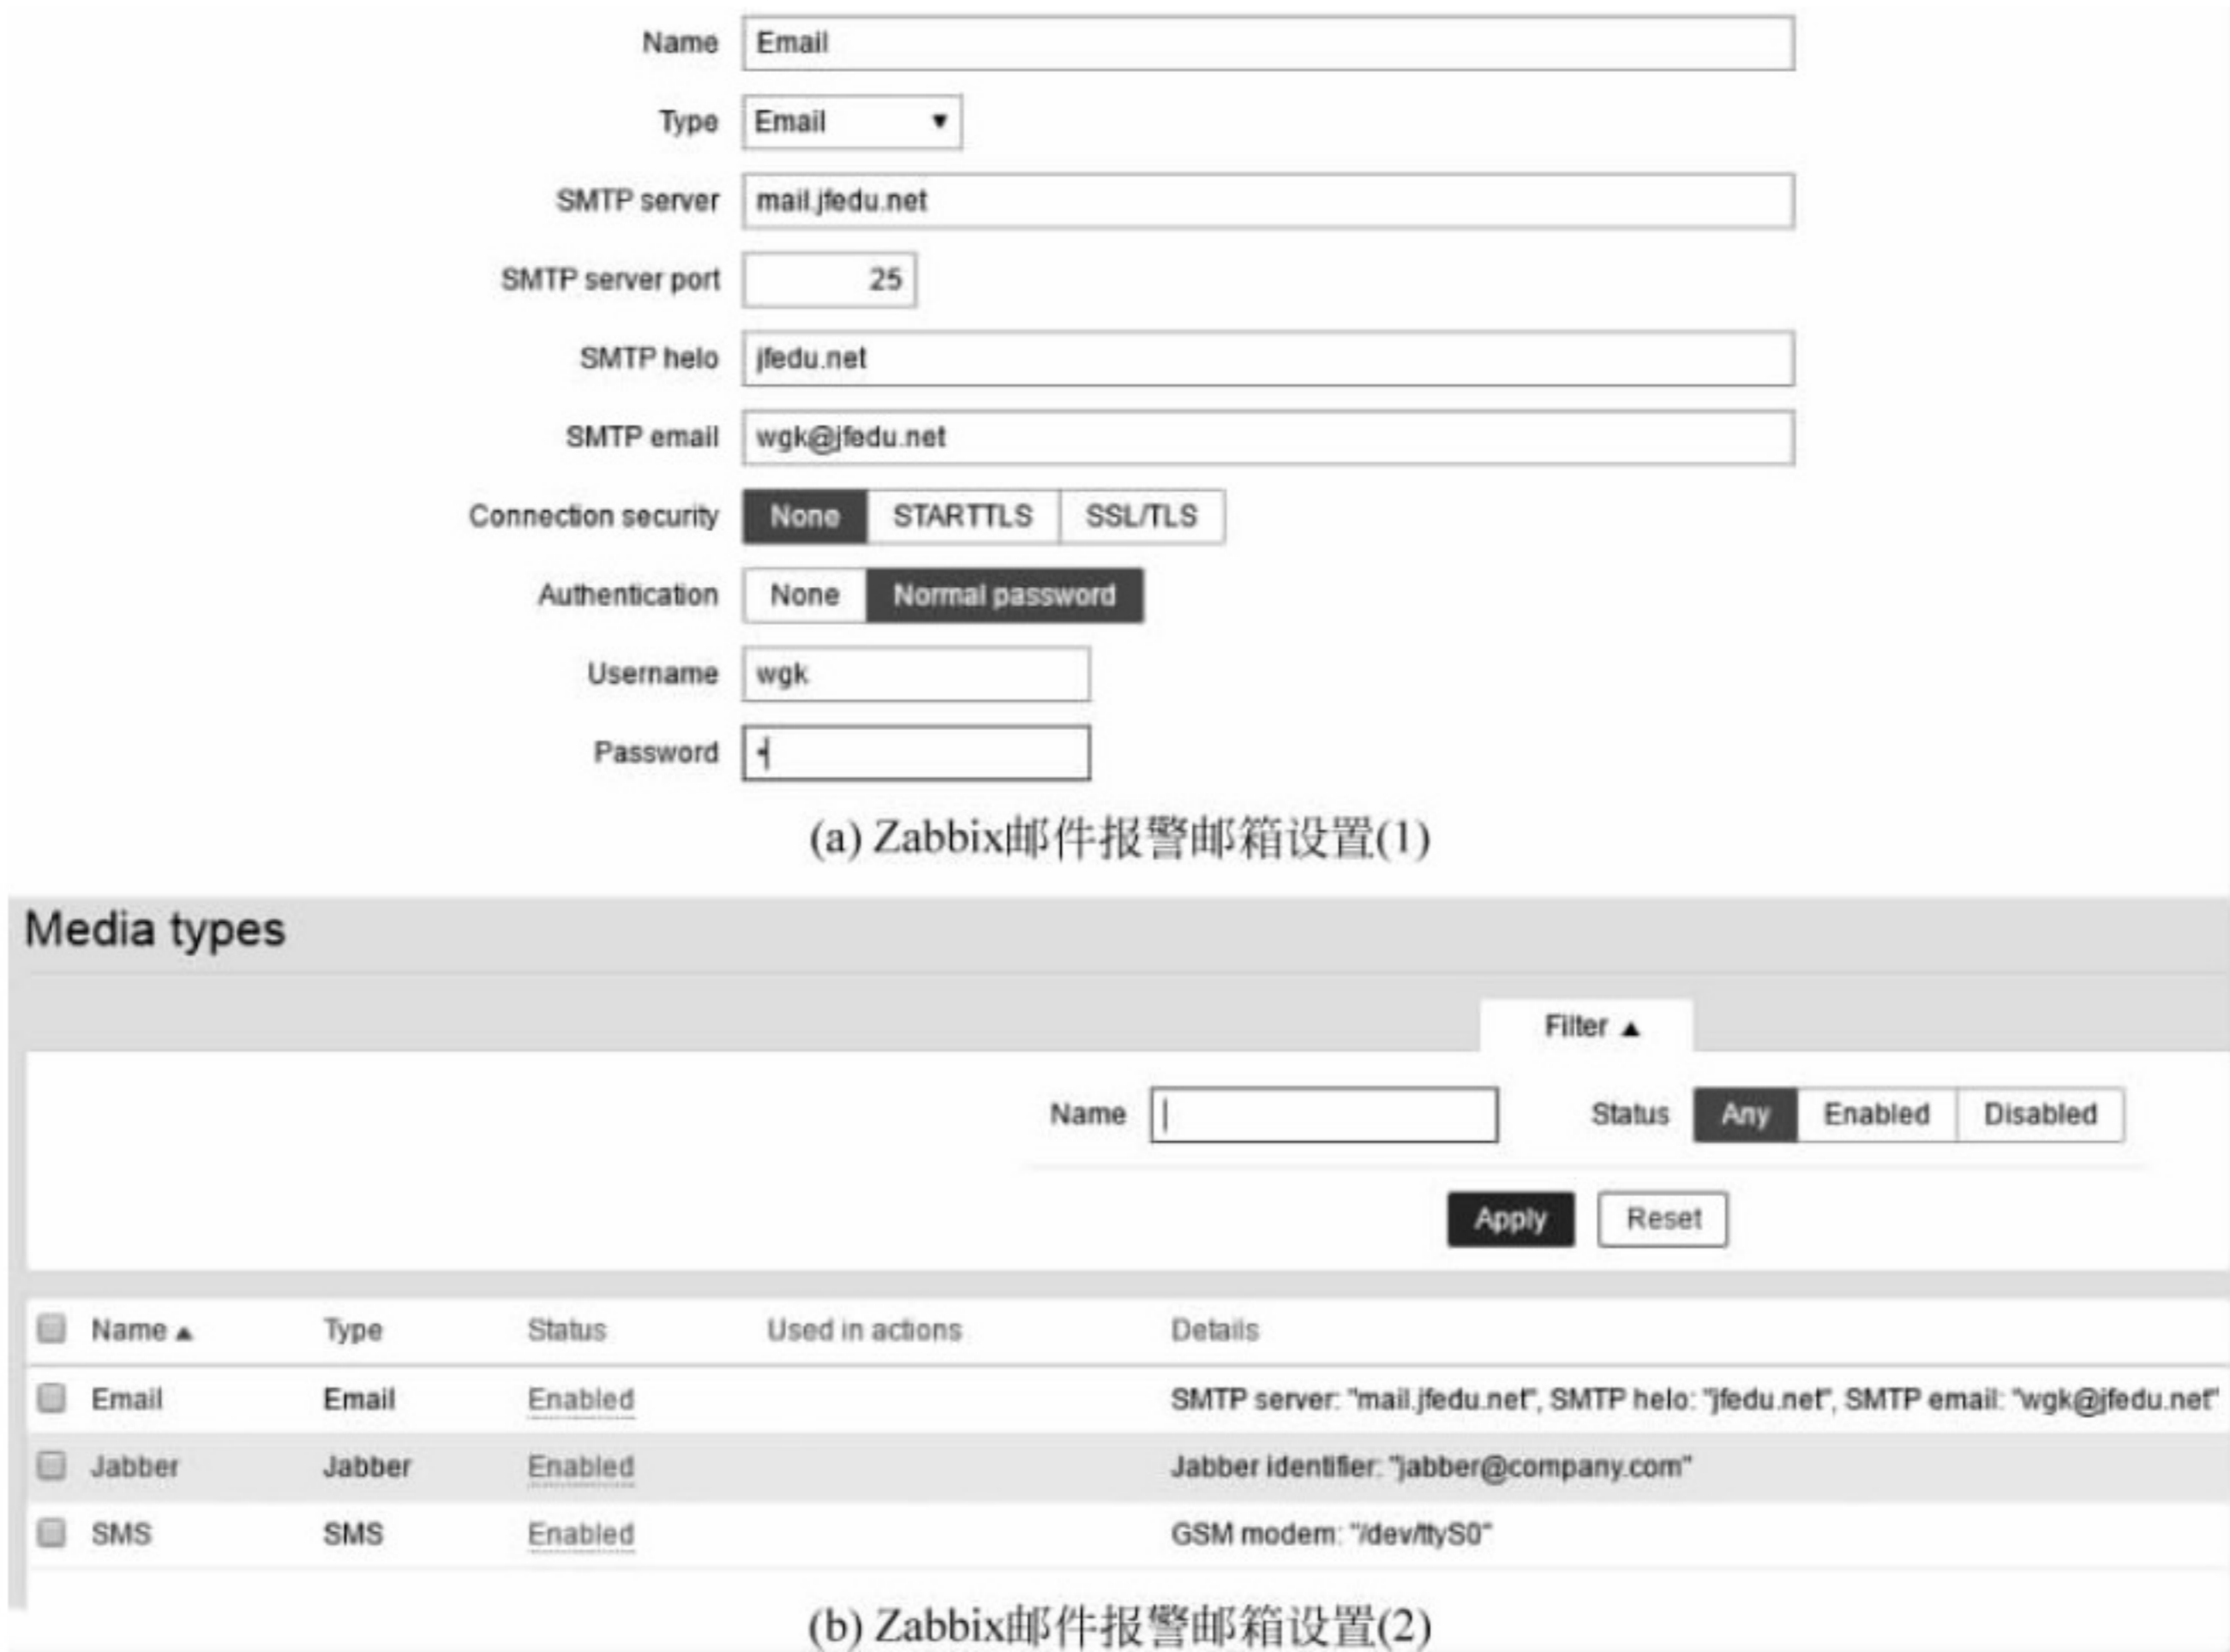 Name Email
Type Email ▼
SMTP server mail.jfedu.net
SMTP server port 25
SMTP helo jfedu.net
SMTP email wgk@jfedu.net
Connection security None STARTTLS SSL/TLS
Authentication None Normal password
Username wgk
Password
(a) Zabbix邮件报警邮箱设置(1)
Media types
Filter ▲
Name Status Any Enabled Disabled
Apply Reset
Name ▲ Type Status Used in actions Details
Email Email Enabled SMTP server: "mail.jfedu.net", SMTP helo: "jfedu.net", SMTP email: "wgk@jfedu.net"
Jabber Jabber Enabled Jabber identifier: "jabber@company.com"
SMS SMS Enabled GSM modem: "/dev/ttyS0"
(b) Zabbix邮件报警邮箱设置(2)